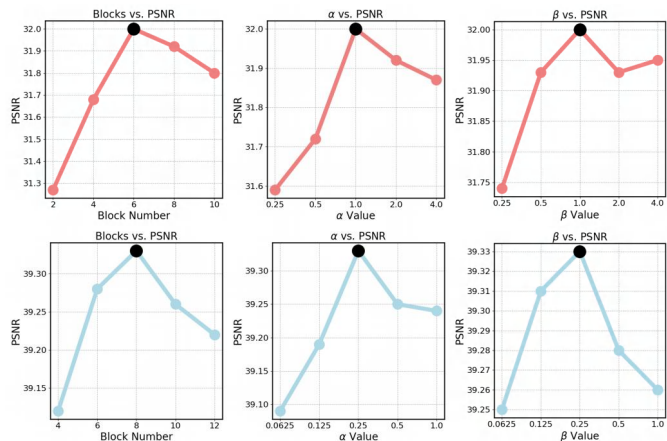 Blocks vs. PSNR
PSNR
32.0
31.9
31.8
31.7
31.6
31.5
31.4
31.3
2 4 6 8 10
Block Number
α vs. PSNR
PSNR
32.0
31.9
31.8
31.7
31.6
0.25 0.5 1.0 2.0 4.0
α Value
β vs. PSNR
PSNR
32.00
31.95
31.90
31.85
31.80
31.75
0.25 0.5 1.0 2.0 4.0
β Value
Blocks vs. PSNR
PSNR
39.30
39.25
39.20
39.15
4 6 8 10 12
Block Number
α vs. PSNR
PSNR
39.30
39.25
39.20
39.15
39.10
0.0625 0.125 0.25 0.5 1.0
α Value
β vs. PSNR
PSNR
39.33
39.32
39.31
39.30
39.29
39.28
39.27
39.26
39.25
0.0625 0.125 0.25 0.5 1.0
β Value